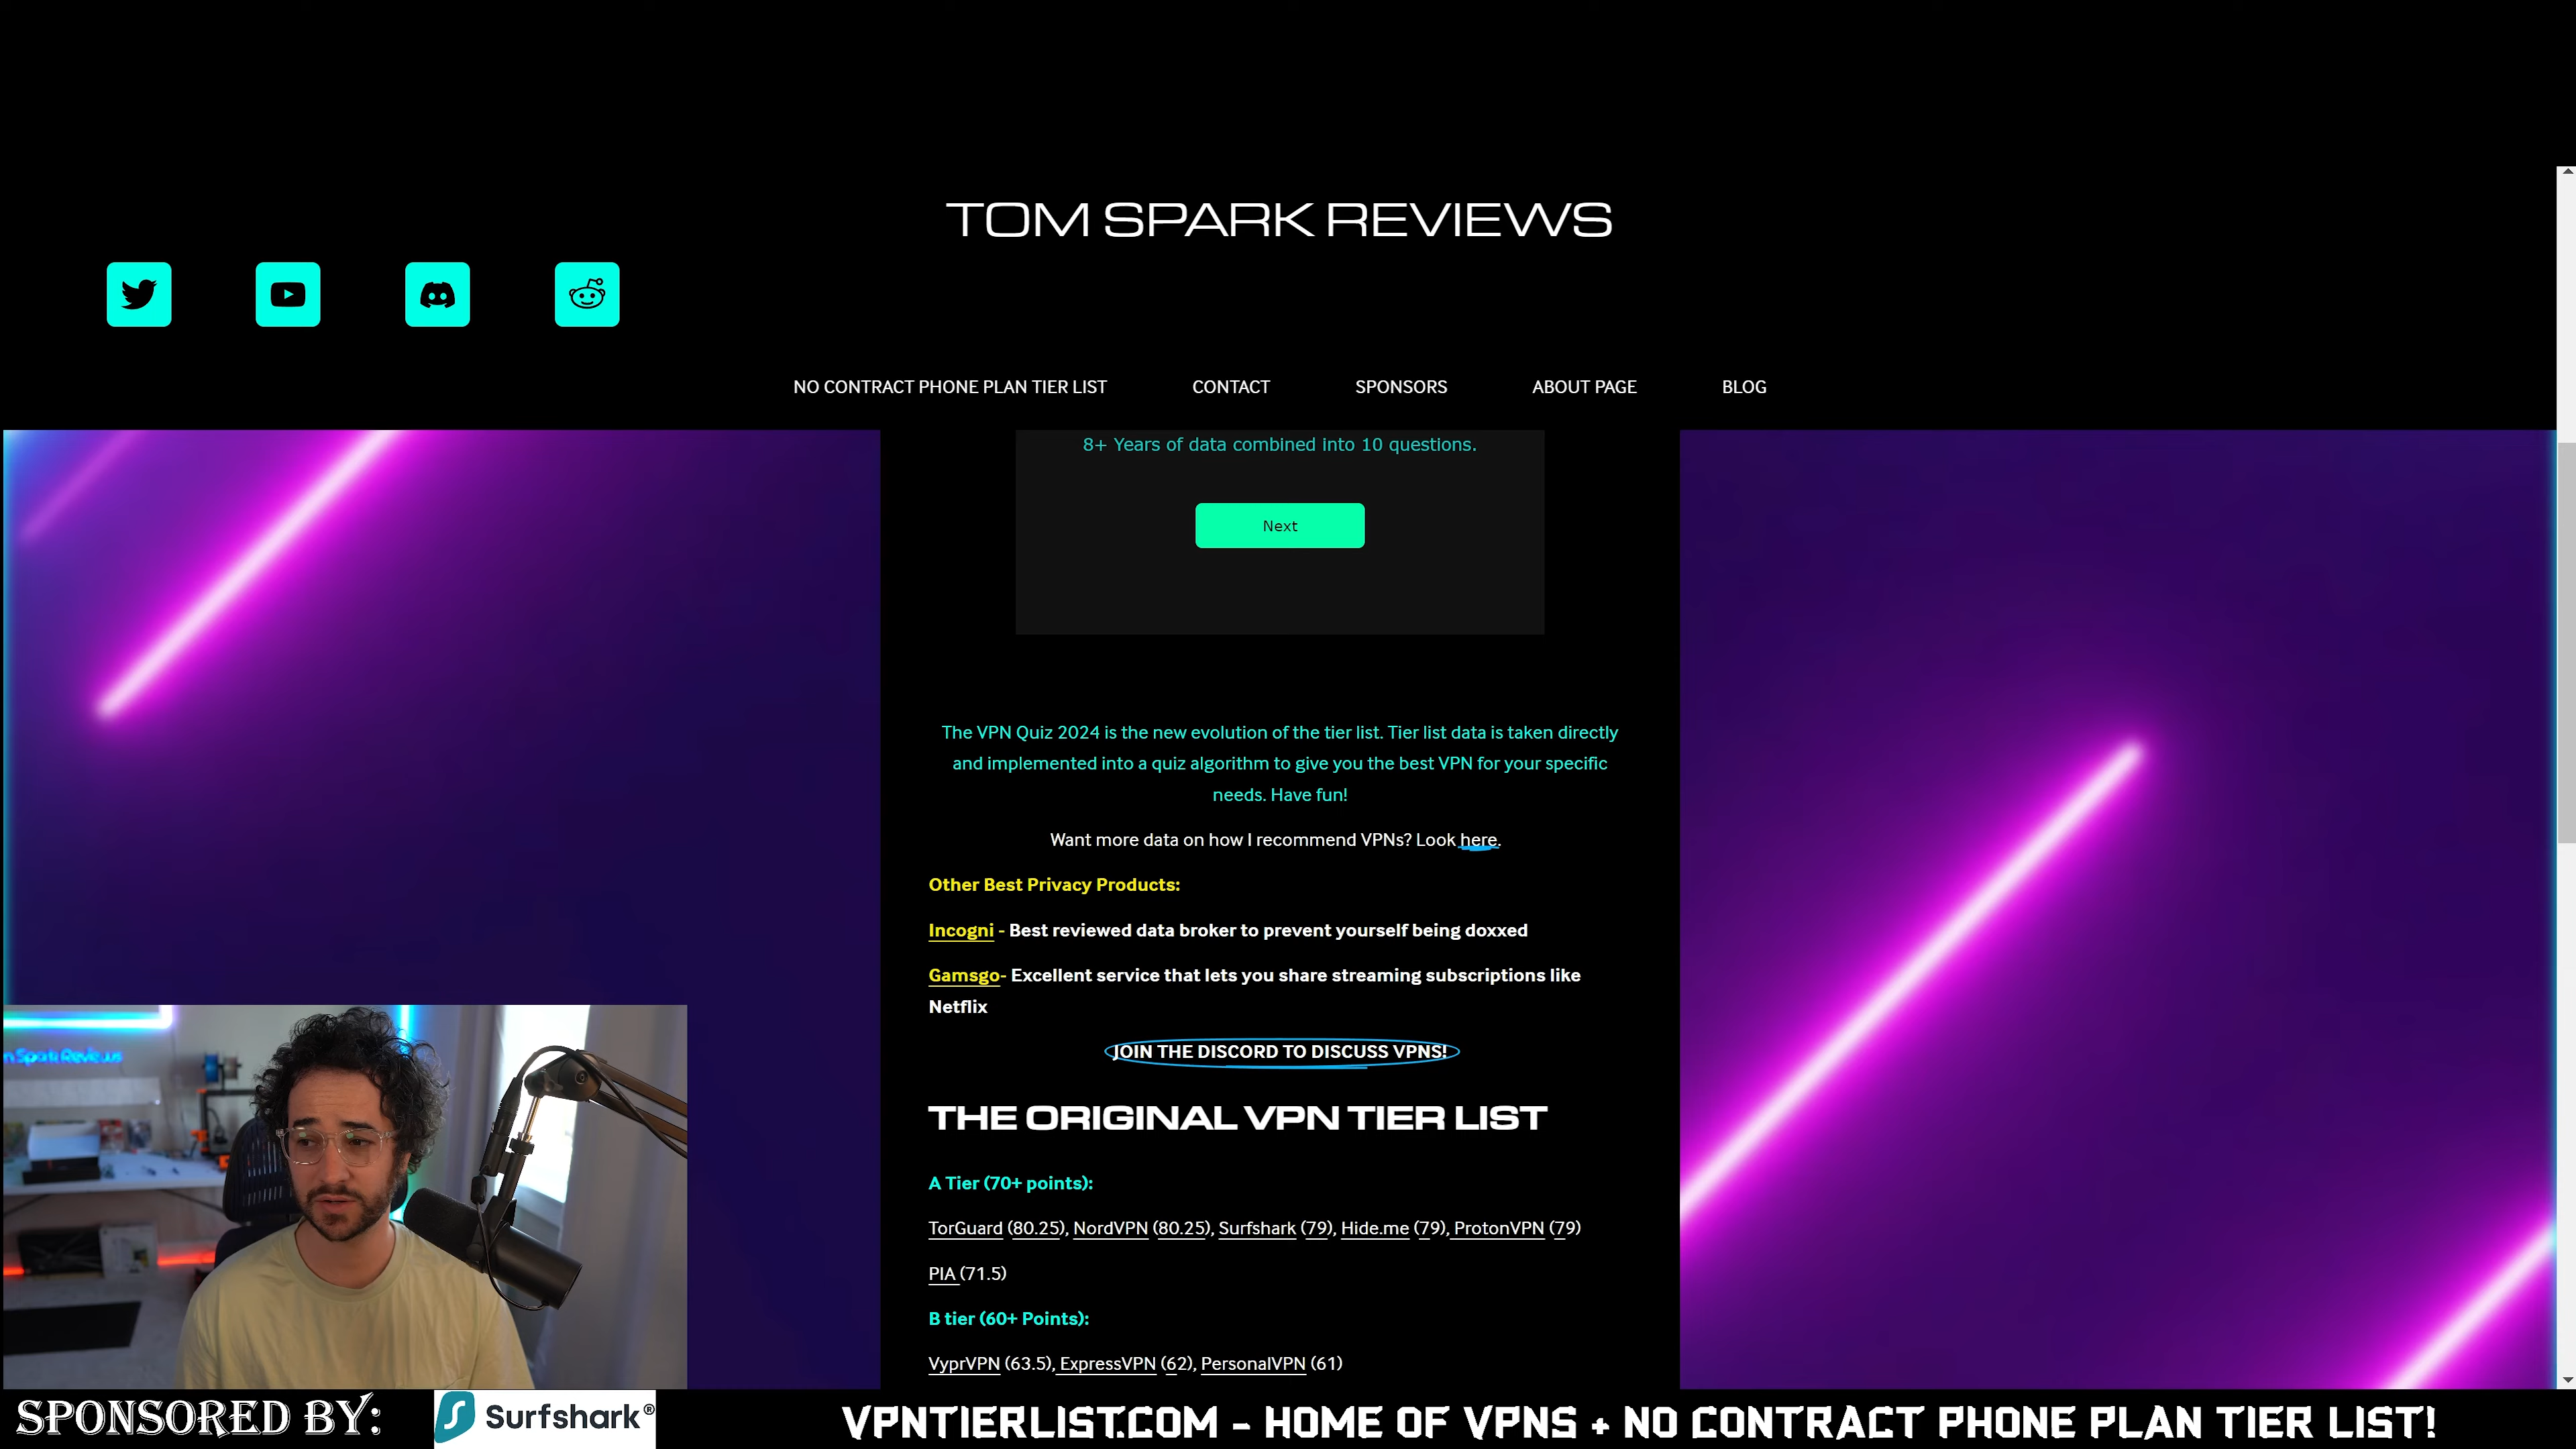 TOM SPARK REVIEWS
NO CONTRACT PHONE PLAN TIER LIST
CONTACT
SPONSORS
ABOUT PAGE
BLOG
8+ Years of data combined into 10 questions.
Next
The VPN Quiz 2024 is the new evolution of the tier list. Tier list data is taken directly
and implemented into a quiz algorithm to give you the best VPN for your specific
needs. Have fun!
Want more data on how I recommend VPNs? Look here.
Other Best Privacy Products:
Incogni - Best reviewed data broker to prevent yourself being doxxed
Gamsgo- Excellent service that lets you share streaming subscriptions like
Netflix
JOIN THE DISCORD TO DISCUSS VPNS!
THE ORIGINAL VPN TIER LIST
A Tier (70+ points):
TorGuard (80.25), NordVPN (80.25), Surfshark (79), Hide.me (79), ProtonVPN (79)
PIA (71.5)
B tier (60+ Points):
VyprVPN (63.5), ExpressVPN (62), PersonalVPN (61)
Spark Reviews
SPONSORED BY:
Surfshark®
VPNTIERLIST.COM - HOME OF VPNS + NO CONTRACT PHONE PLAN TIER LIST!